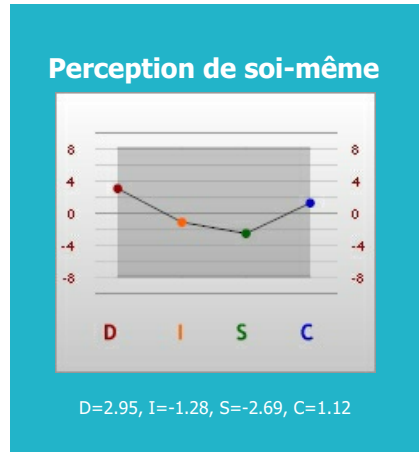 Perception de soi-même
8 8
4 4
0 0
-4 -4
-8 -8
D I S C
D=2.95, I=-1.28, S=-2.69, C=1.12